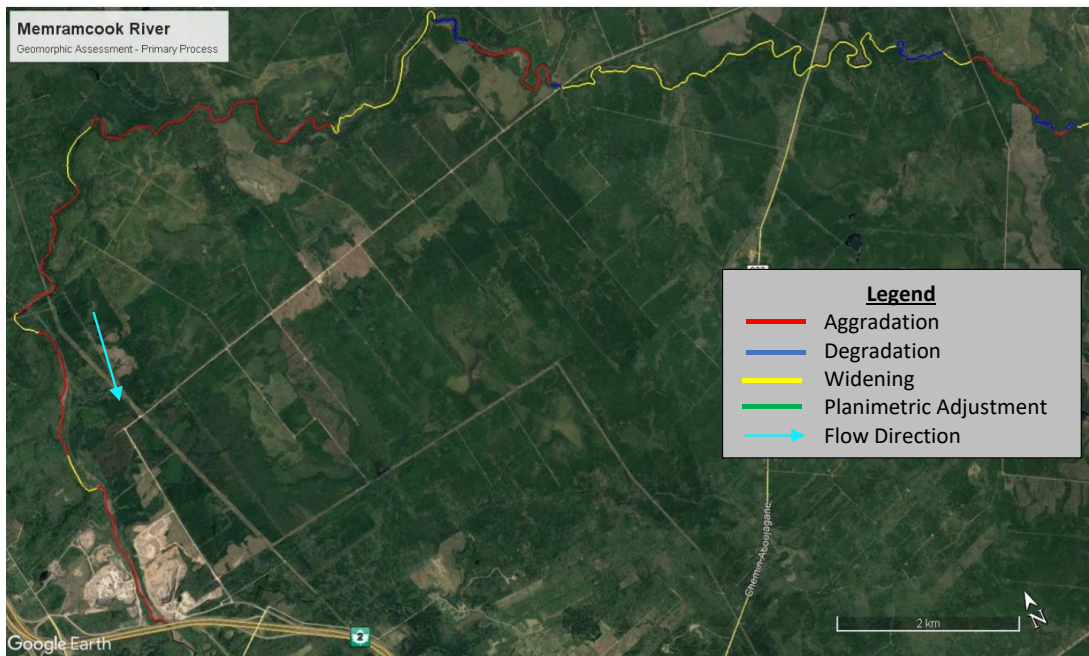 Memramcook River
Geomorphic Assessment - Primary Process
Legend
Aggradation
Degradation
Widening
Planimetric Adjustment
Flow Direction
Chemin Aboujagane
2 km
N
2
Google Earth